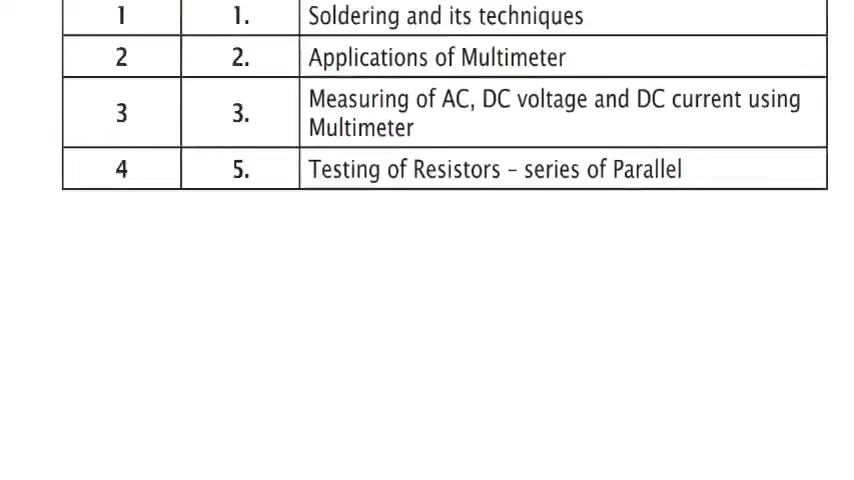 1 1. Soldering and its techniques
2 2. Applications of Multimeter
3 3. Measuring of AC, DC voltage and DC current using
Multimeter
4 5. Testing of Resistors – series of Parallel